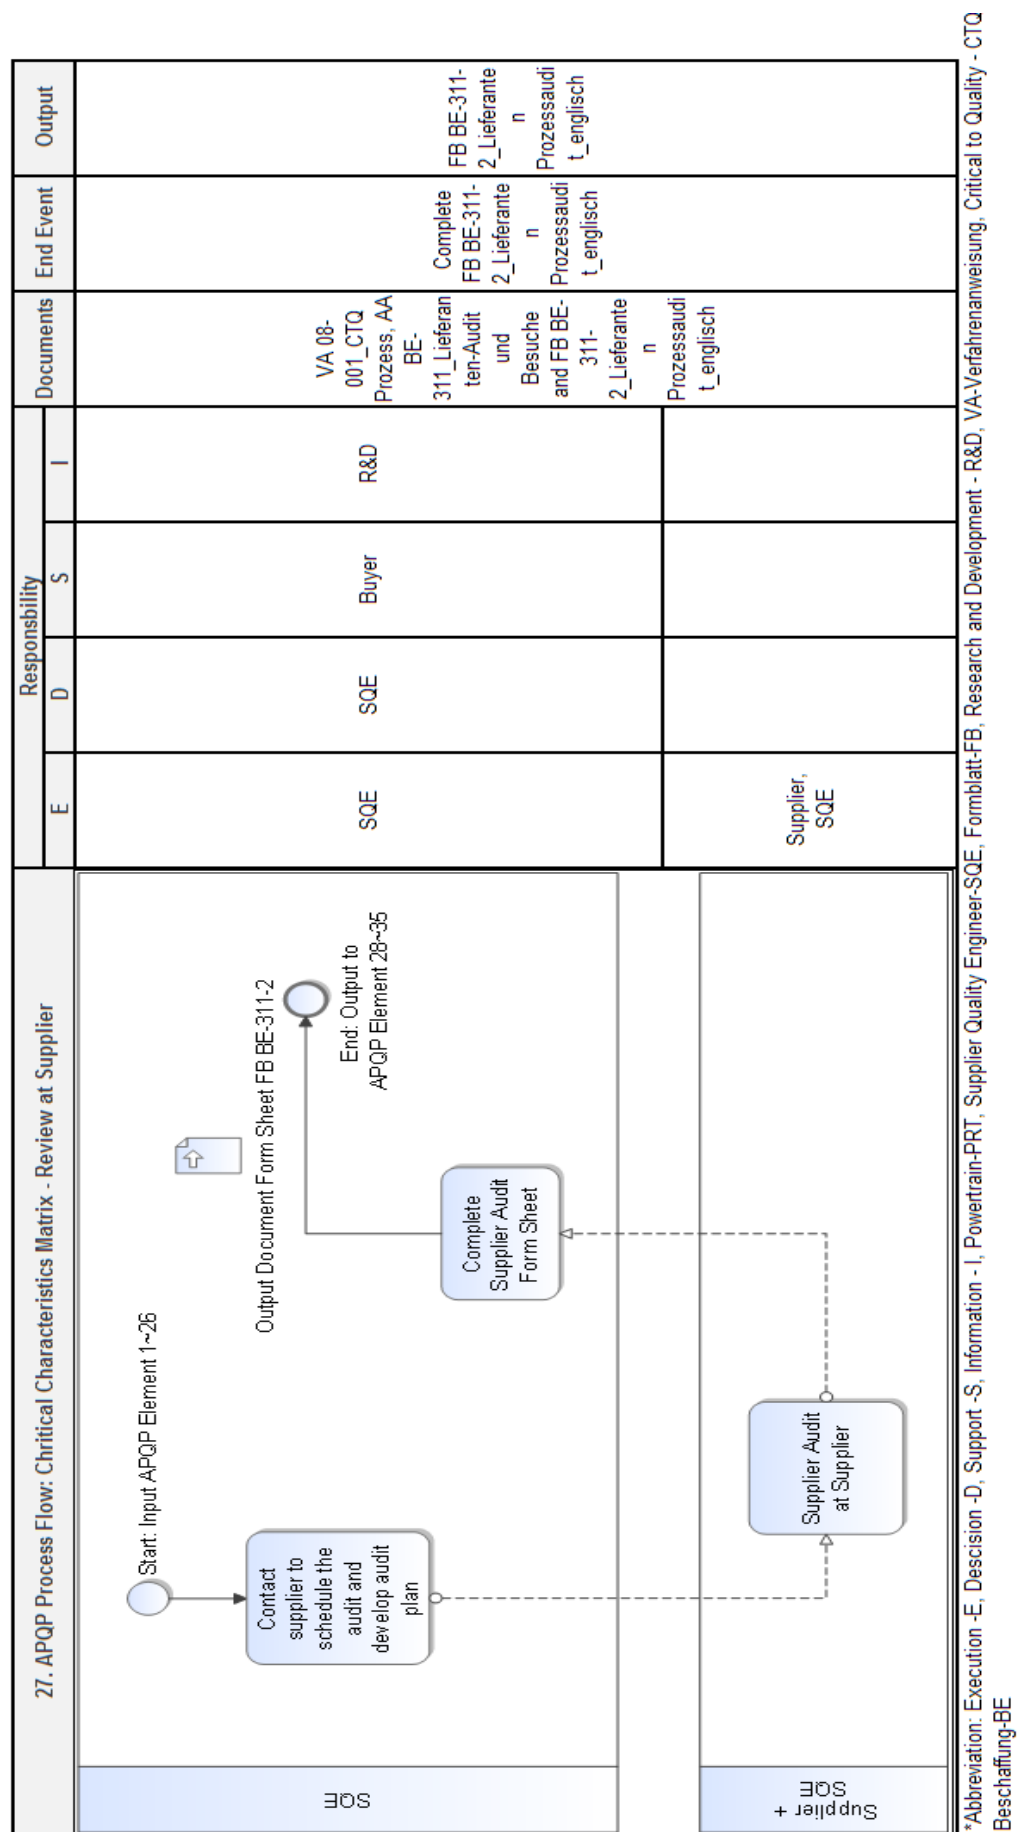 27. APQP Process Flow: Chritical Characteristics Matrix - Review at Supplier
Responsbility
Documents
End Event
Output
E
D
S
I
SQE
Start: Input APQP Element 1~26
Contact
supplier to
schedule the
audit and
develop audit
plan
Output Document Form Sheet FB BE-311-2
Complete
Supplier Audit
Form Sheet
End: Output to
APQP Element 28~35
SQE
SQE
Buyer
R&D
VA 08-
001_CTQ
Prozess, AA
BE-
311_Lieferan
ten-Audit
und
Besuche
and FB BE-
311-
2_Lieferante
n
Prozessaudi
t_englisch
Complete
FB BE-311-
2_Lieferante
n
Prozessaudi
t_englisch
FB BE-311-
2_Lieferante
n
Prozessaudi
t_englisch
Supplier +
SQE
Supplier Audit
at Supplier
Supplier,
SQE
*Abbreviation: Execution -E, Descision -D, Support -S, Information - I, Powertrain-PRT, Supplier Quality Engineer-SQE, Formblatt-FB, Research and Development - R&D, VA-Verfahrenanweisung, Critical to Quality - CTQ
Beschaffung-BE